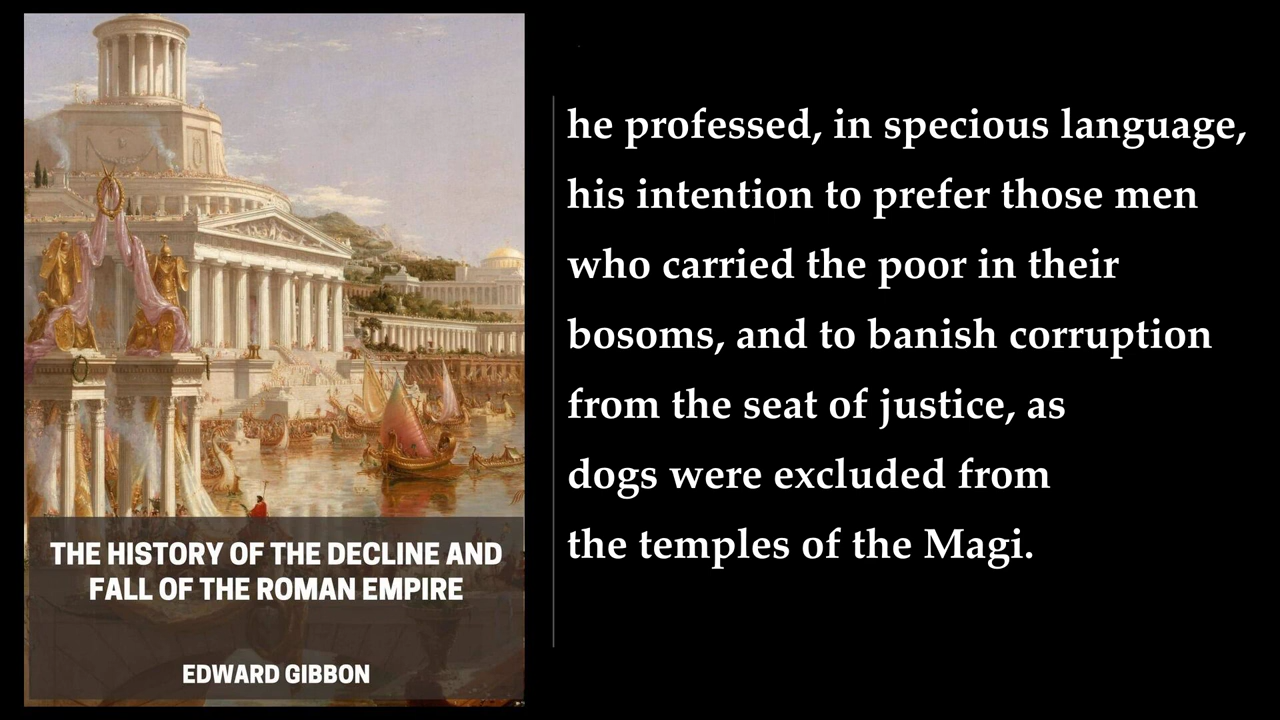 THE HISTORY OF THE DECLINE AND
FALL OF THE ROMAN EMPIRE
EDWARD GIBBON
he professed, in specious language,
his intention to prefer those men
who carried the poor in their
bosoms, and to banish corruption
from the seat of justice, as
dogs were excluded from
the temples of the Magi.